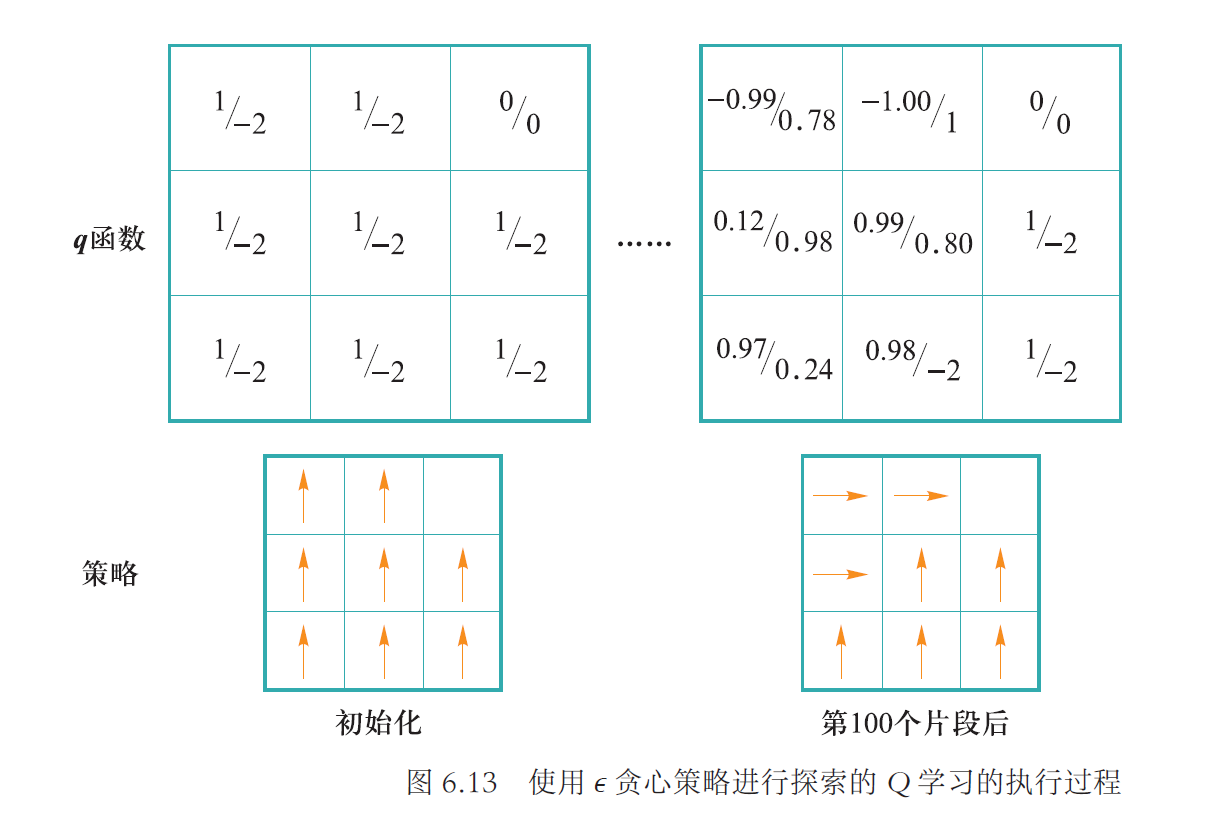 1/−2 1/−2 0/0 −0.99/0.78 −1.00/1 0/0
q函数 1/−2 1/−2 1/−2 …… 0.12/0.98 0.99/0.80 1/−2
1/−2 1/−2 1/−2 0.97/0.24 0.98/−2 1/−2
策略
初始化 第100个片段后
图 6.13 使用 ϵ 贪心策略进行探索的 Q 学习的执行过程